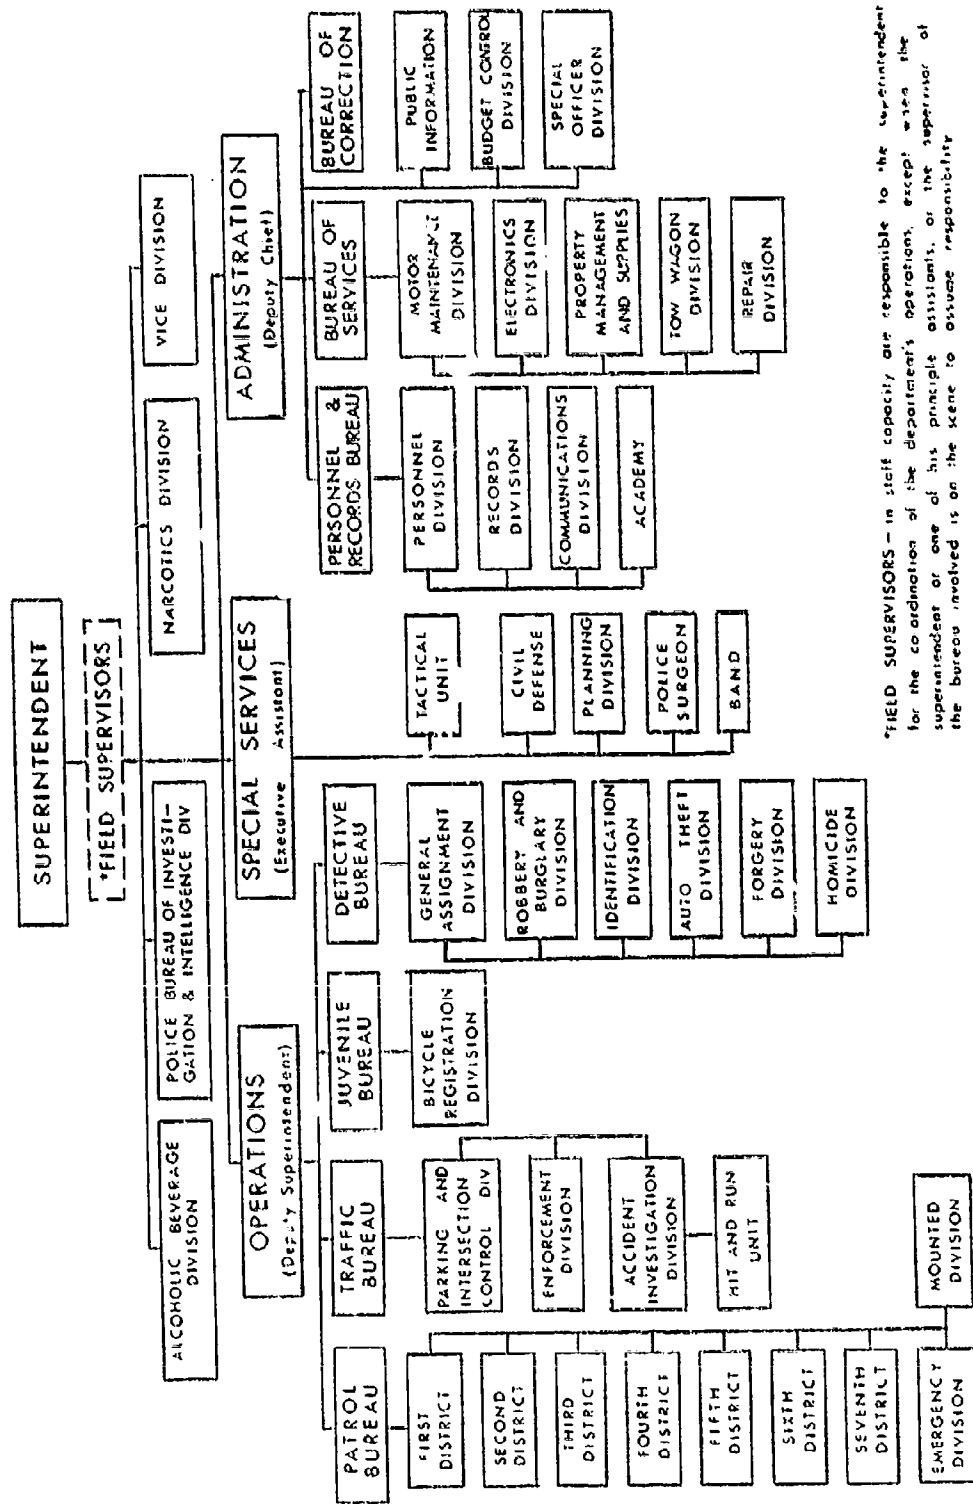 SUPERINTENDENT
*FIELD SUPERVISORS
ALCOHOLIC BEVERAGE
DIVISION
POLICE BUREAU OF INVESTI-
GATION & INTELLIGENCE DIV
NARCOTICS DIVISION
VICE DIVISION
OPERATIONS
(Deputy Superintendent)
SPECIAL SERVICES
(Executive Assistant)
ADMINISTRATION
(Deputy Chief)
PATROL
BUREAU
FIRST
DISTRICT
SECOND
DISTRICT
THIRD
DISTRICT
FOURTH
DISTRICT
FIFTH
DISTRICT
SIXTH
DISTRICT
SEVENTH
DISTRICT
EMERGENCY
DIVISION
MOUNTED
DIVISION
TRAFFIC
BUREAU
PARKING AND
INTERSECTION
CONTROL DIV
ENFORCEMENT
DIVISION
ACCIDENT
INVESTIGATION
DIVISION
HIT AND RUN
UNIT
JUVENILE
BUREAU
BICYCLE
REGISTRATION
DIVISION
DETECTIVE
BUREAU
GENERAL
ASSIGNMENT
DIVISION
ROBBERY AND
BURGLARY
DIVISION
IDENTIFICATION
DIVISION
AUTO THEFT
DIVISION
FORGERY
DIVISION
HOMICIDE
DIVISION
TACTICAL
UNIT
CIVIL
DEFENSE
PLANNING
DIVISION
POLICE
SURGEON
BAND
PERSONNEL &
RECORDS BUREAU
PERSONNEL
DIVISION
RECORDS
DIVISION
COMMUNICATIONS
DIVISION
ACADEMY
BUREAU OF
SERVICES
MOTOR
MAINTENANCE
DIVISION
ELECTRONICS
DIVISION
PROPERTY
MANAGEMENT
AND SUPPLIES
TOW WAGON
DIVISION
REPAIR
DIVISION
BUREAU OF
CORRECTION
PUBLIC
INFORMATION
BUDGET CONTROL
DIVISION
SPECIAL
OFFICER
DIVISION
*FIELD SUPERVISORS — in staff capacity are responsible to the superintendent
for the co ordination of the department's operations, except when the
superintendent or one of his principle assistants, or the supervisor of
the bureau involved is on the scene to assume responsibility